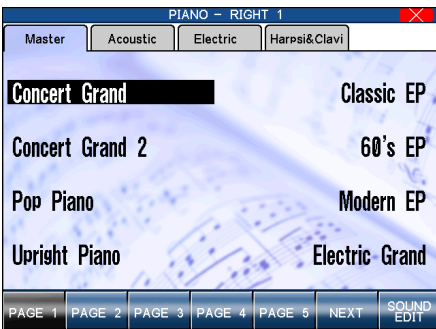 PIANO - RIGHT 1
Master Acoustic Electric Harpsi&Clavi
Concert Grand Classic EP
Concert Grand 2 60's EP
Pop Piano Modern EP
Upright Piano Electric Grand
PAGE 1 PAGE 2 PAGE 3 PAGE 4 PAGE 5 NEXT SOUND EDIT